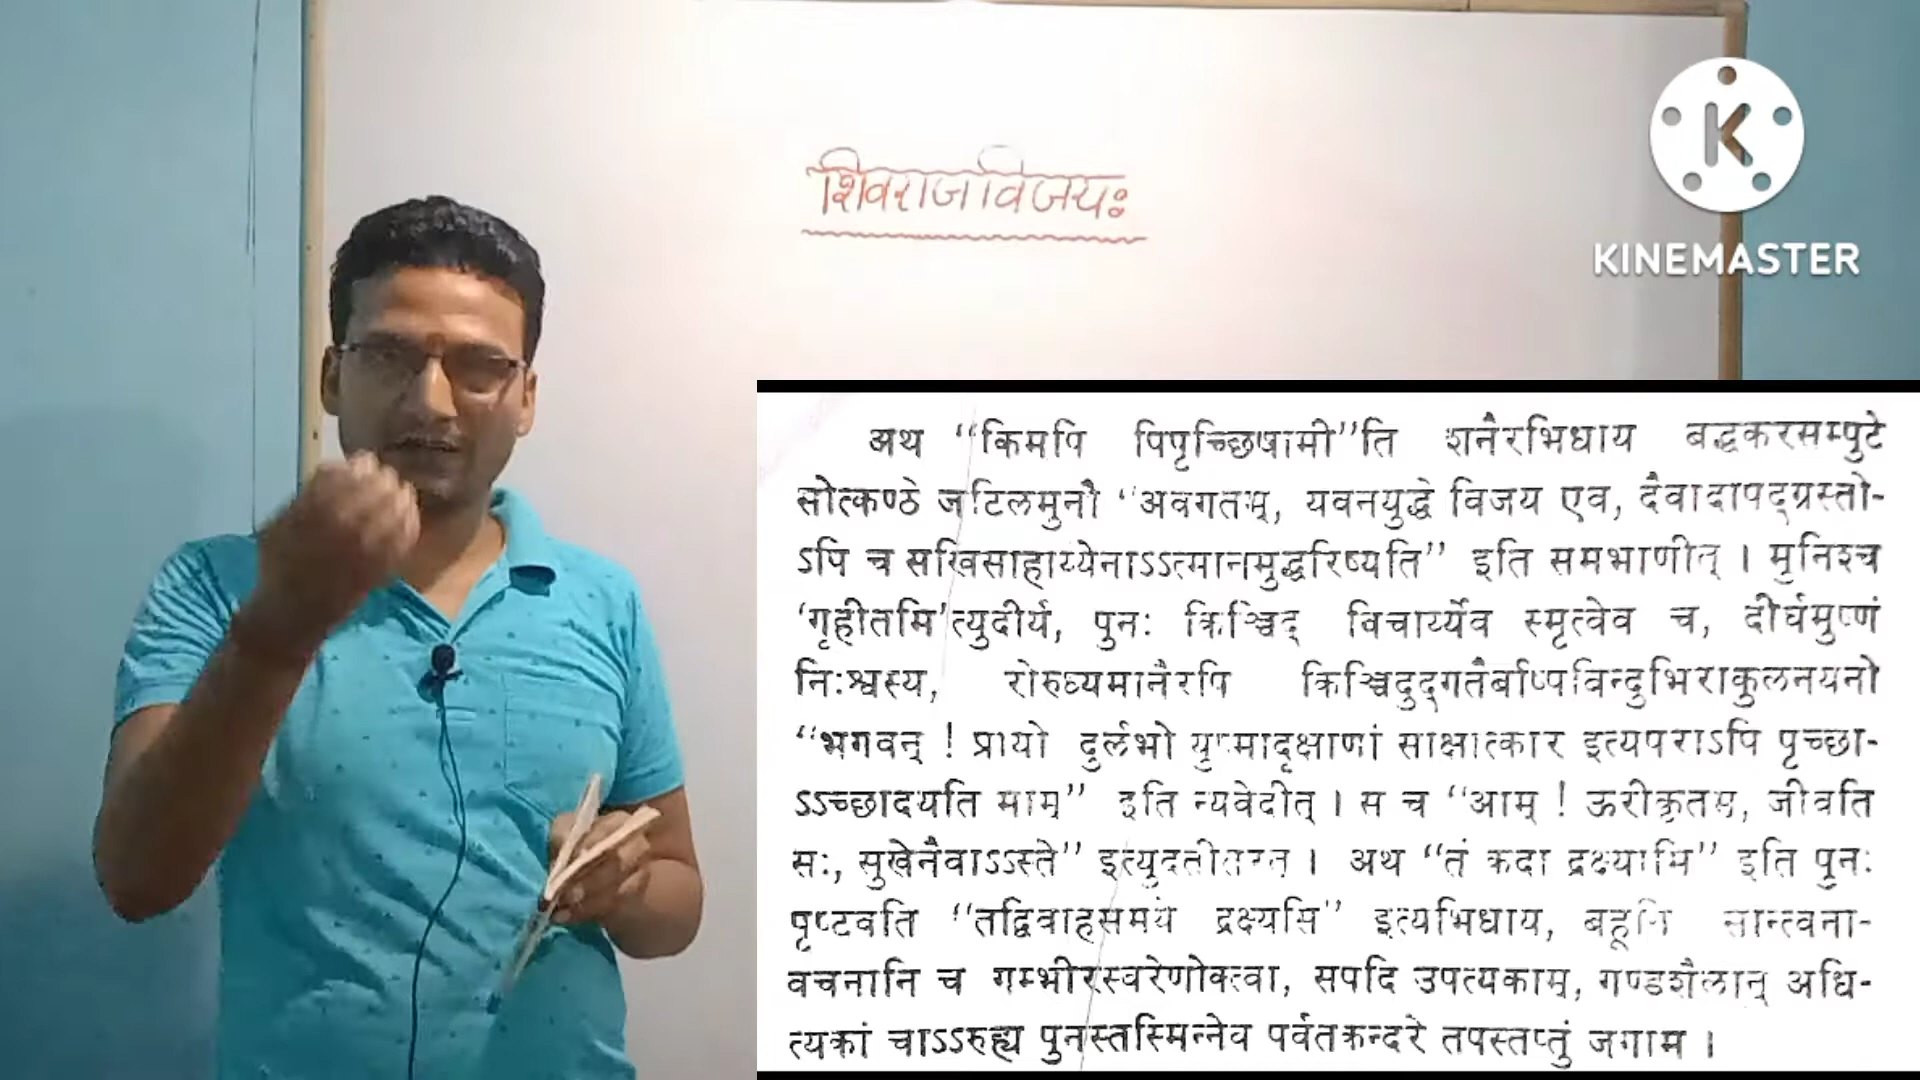 शिवराजविजयः
KINEMASTER
अथ “किमपि पिपृच्छिषामी”ति शनैरभिधाय बद्धकरसम्पुटे
सोत्कण्ठे जटिलमुनौ “अवगतम्, यवनयुद्धे विजय एव, दैवादापद्ग्रस्तो-
ऽपि च सखिसाहाय्येनाऽऽत्मानमुद्धरिष्यति” इति समभाणीत् । मुनिश्च
‘गृहीतमि’त्युदीर्य, पुनः किञ्चिद् विचार्य्येव स्मृत्वेव च, दीर्घमुष्णं
निःश्वस्य, रोरुध्यमानैरपि किञ्चिदुद्गतैर्बाष्पविन्दुभिराकुलनयनो
“भगवन् ! प्रायो दुर्लभो युष्मादृक्षाणां साक्षात्कार इत्यपराऽपि पृच्छा-
ऽऽच्छादयति माम्” इति न्यवेदीत् । स च “आम् ! ऊरीकृतम्, जीवति
सः, सुखेनैवाऽऽस्ते” इत्युदतीतरत् । अथ “तं कदा द्रक्ष्यामि” इति पुनः
पृष्टवति “तद्विवाहसमये द्रक्ष्यसि” इत्यभिधाय, बहूनि सान्त्वना-
वचनानि च गम्भीरस्वरेणोक्त्वा, सपदि उपत्यकाम्, गण्डशैलान् अधि-
त्यकां चाऽऽरुह्य पुनस्तस्मिन्नेव पर्वतकन्दरे तपस्तप्तुं जगाम ।